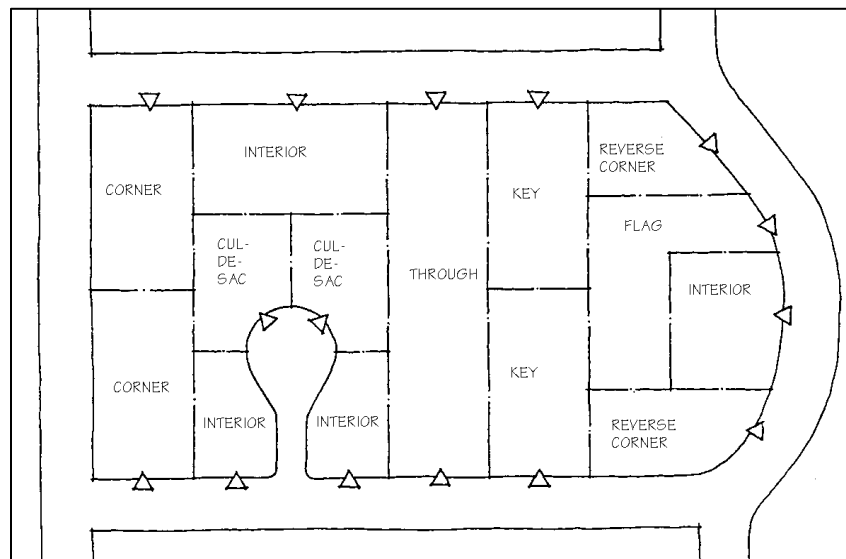 INTERIOR
CORNER
REVERSE
CORNER
KEY
FLAG
CUL-
DE-
SAC
CUL-
DE-
SAC
THROUGH
INTERIOR
CORNER
KEY
INTERIOR
INTERIOR
REVERSE
CORNER